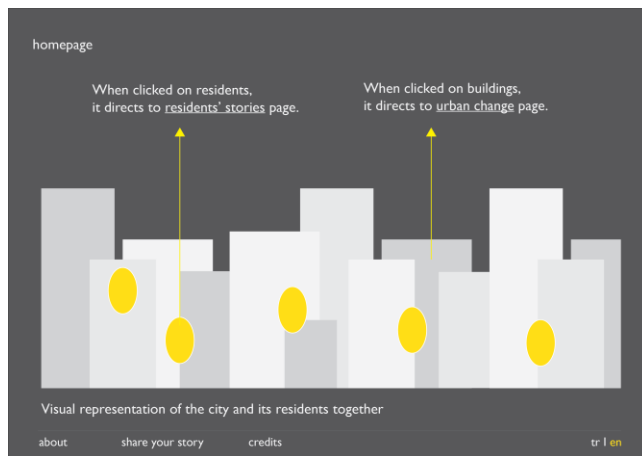 homepage
When clicked on residents,
it directs to residents' stories page.
When clicked on buildings,
it directs to urban change page.
Visual representation of the city and its residents together
about share your story credits tr | en